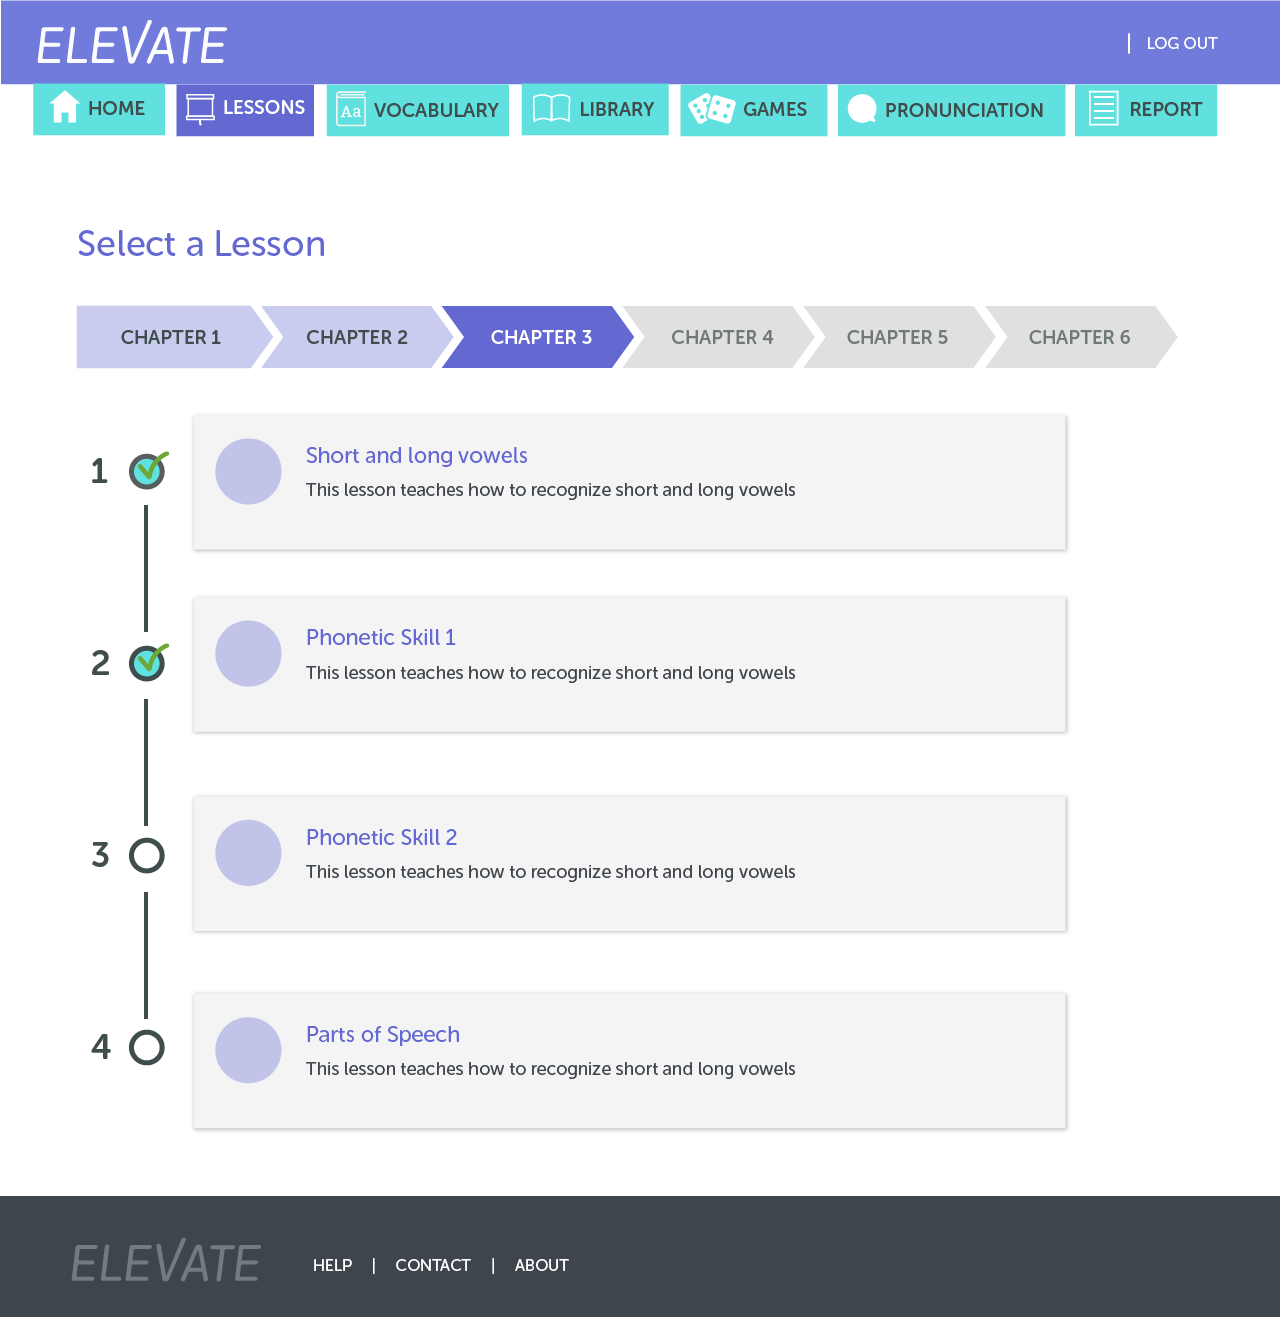 ELEVATE
LOG OUT
HOME
LESSONS
Aa
VOCABULARY
LIBRARY
GAMES
PRONUNCIATION
REPORT
Select a Lesson
CHAPTER 1
CHAPTER 2
CHAPTER 3
CHAPTER 4
CHAPTER 5
CHAPTER 6
1
Short and long vowels
This lesson teaches how to recognize short and long vowels
2
Phonetic Skill 1
This lesson teaches how to recognize short and long vowels
3
Phonetic Skill 2
This lesson teaches how to recognize short and long vowels
4
Parts of Speech
This lesson teaches how to recognize short and long vowels
ELEVATE
HELP | CONTACT | ABOUT